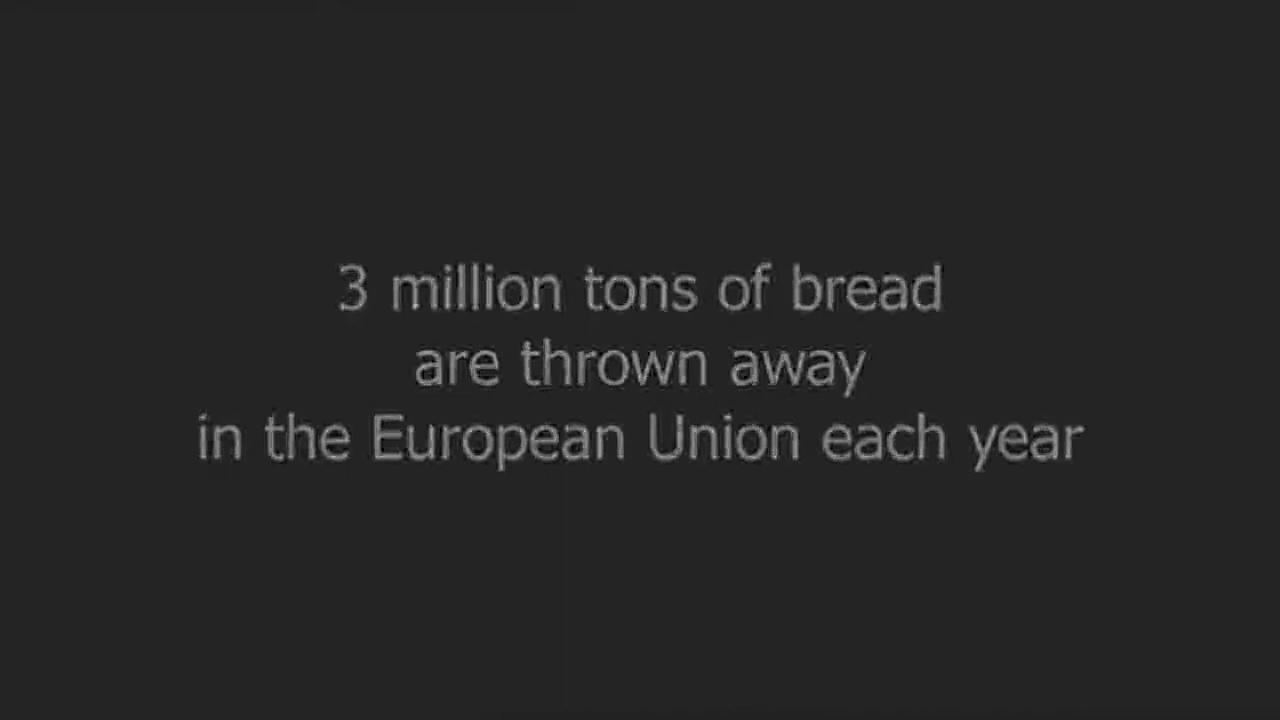 3 million tons of bread
are thrown away
in the European Union each year